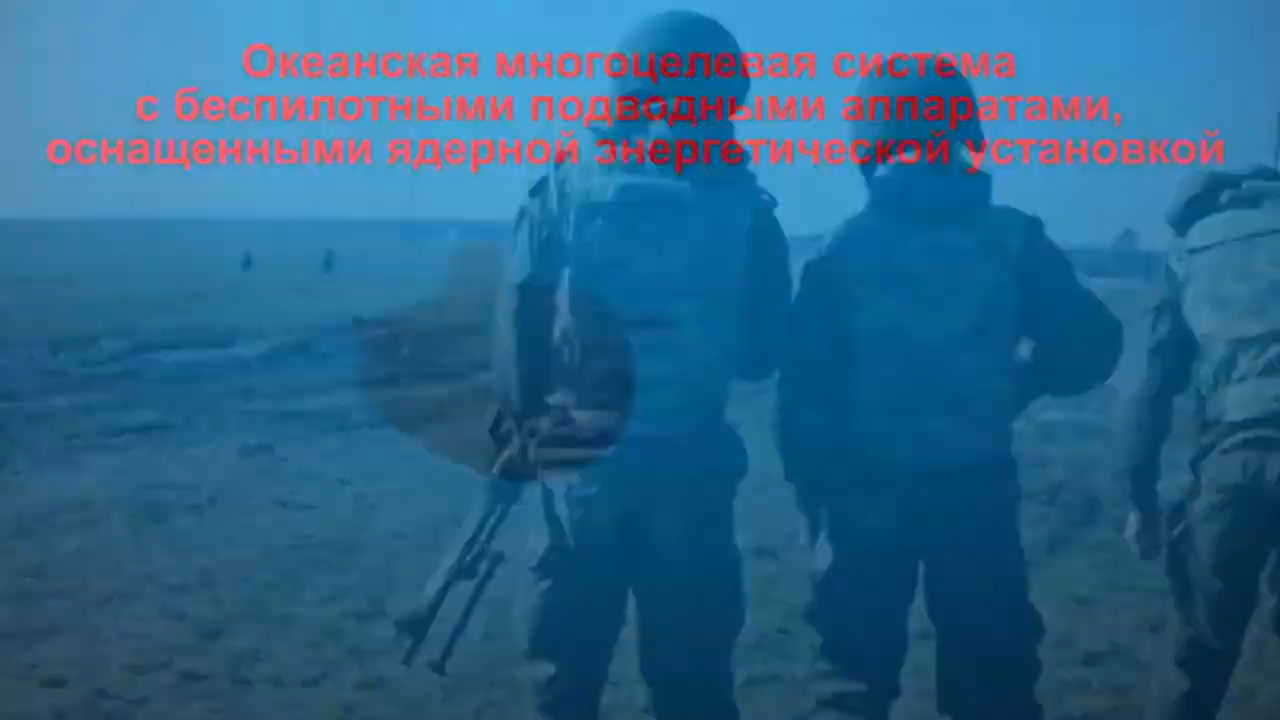 Океанская многоцелевая система
с беспилотными подводными аппаратами,
оснащенными ядерной энергетической установкой